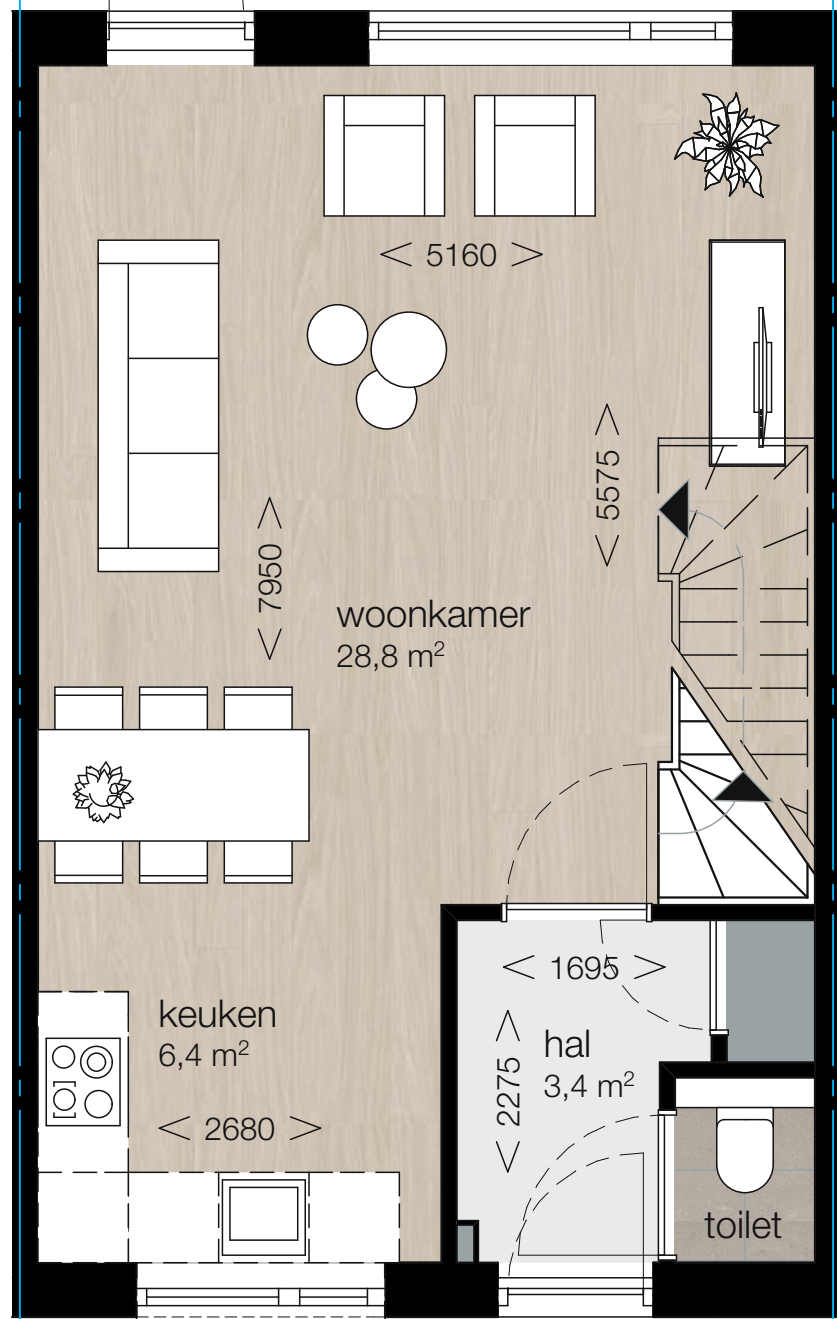 < 5160 >
< 5575 >
< 7950 >
woonkamer
28,8 m²
< 1695 >
keuken
6,4 m²
hal
3,4 m²
< 2275 >
< 2680 >
toilet